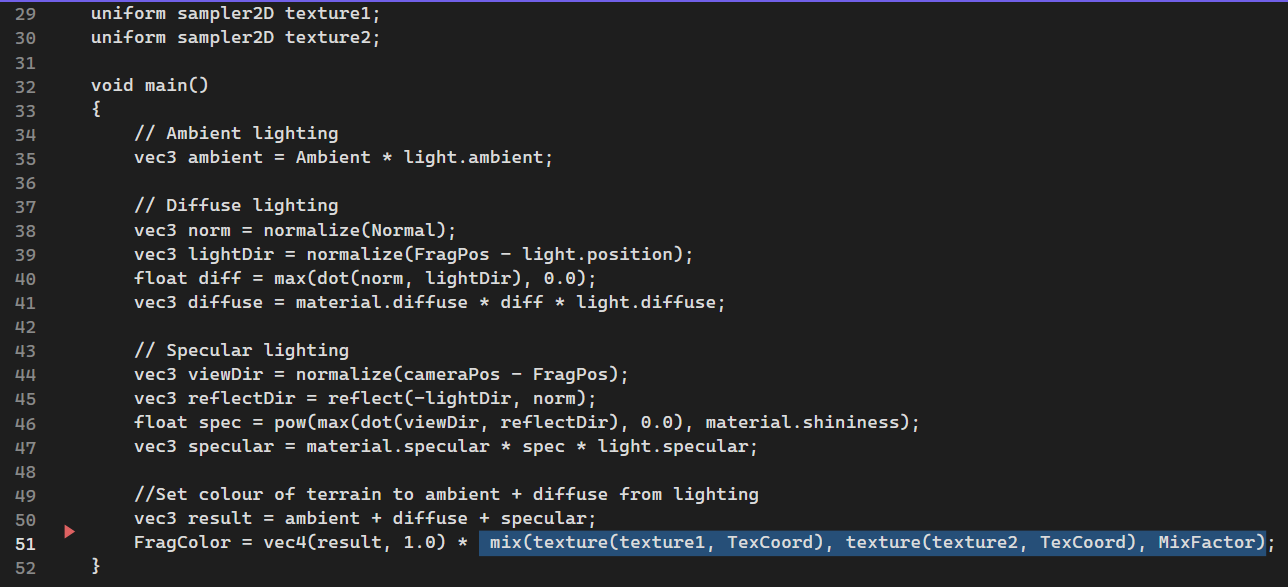 29 uniform sampler2D texture1;
30 uniform sampler2D texture2;
31
32 void main()
33 {
34 // Ambient lighting
35 vec3 ambient = Ambient * light.ambient;
36
37 // Diffuse lighting
38 vec3 norm = normalize(Normal);
39 vec3 lightDir = normalize(FragPos - light.position);
40 float diff = max(dot(norm, lightDir), 0.0);
41 vec3 diffuse = material.diffuse * diff * light.diffuse;
42
43 // Specular lighting
44 vec3 viewDir = normalize(cameraPos - FragPos);
45 vec3 reflectDir = reflect(-lightDir, norm);
46 float spec = pow(max(dot(viewDir, reflectDir), 0.0), material.shininess);
47 vec3 specular = material.specular * spec * light.specular;
48
49 //Set colour of terrain to ambient + diffuse from lighting
50 vec3 result = ambient + diffuse + specular;
51 FragColor = vec4(result, 1.0) * mix(texture(texture1, TexCoord), texture(texture2, TexCoord), MixFactor);
52 }